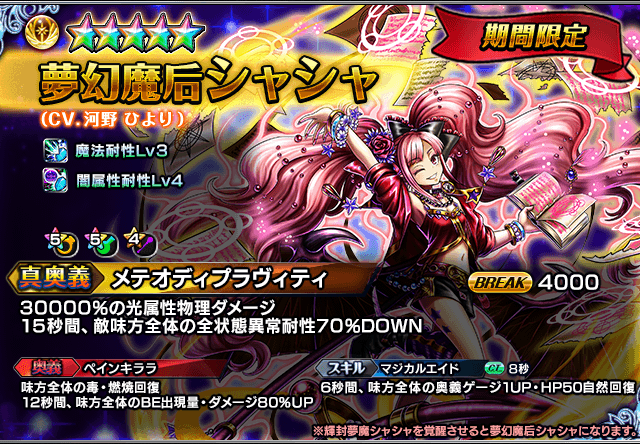 期間限定
夢幻魔后シャシャ
(CV.河野 ひより)
魔法耐性Lv3
闇属性耐性Lv4
5 5 4
真奥義 メテオディプラヴィティ BREAK 4000
30000%の光属性物理ダメージ
15秒間、敵味方全体の全状態異常耐性70%DOWN
奥義 ペインキララ
味方全体の毒・燃焼回復
12秒間、味方全体のBE出現量・ダメージ80%UP
スキル マジカルエイド CT 8秒
6秒間、味方全体の奥義ゲージ1UP・HP50自然回復
※輝封夢魔シャシャを覚醒させると夢幻魔后シャシャになります。